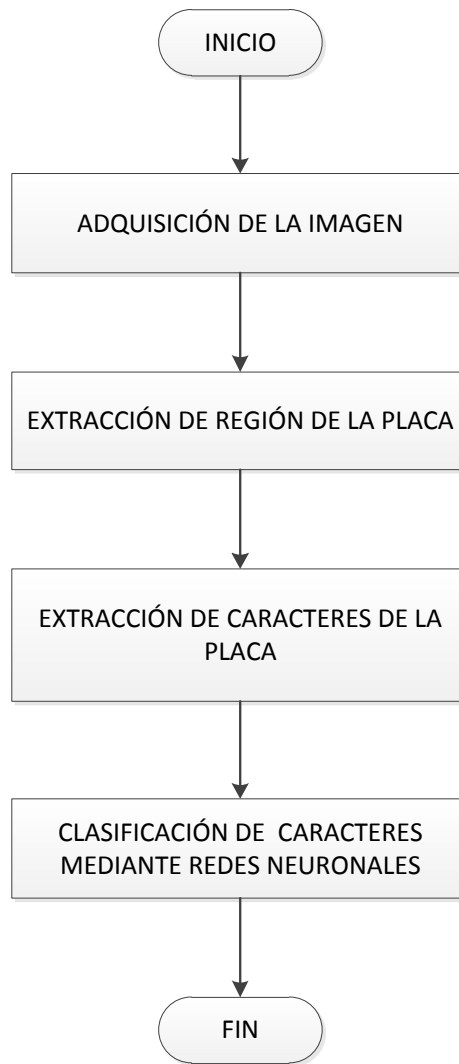 INICIO
ADQUISICIÓN DE LA IMAGEN
EXTRACCIÓN DE REGIÓN DE LA PLACA
EXTRACCIÓN DE CARACTERES DE LA
PLACA
CLASIFICACIÓN DE CARACTERES
MEDIANTE REDES NEURONALES
FIN